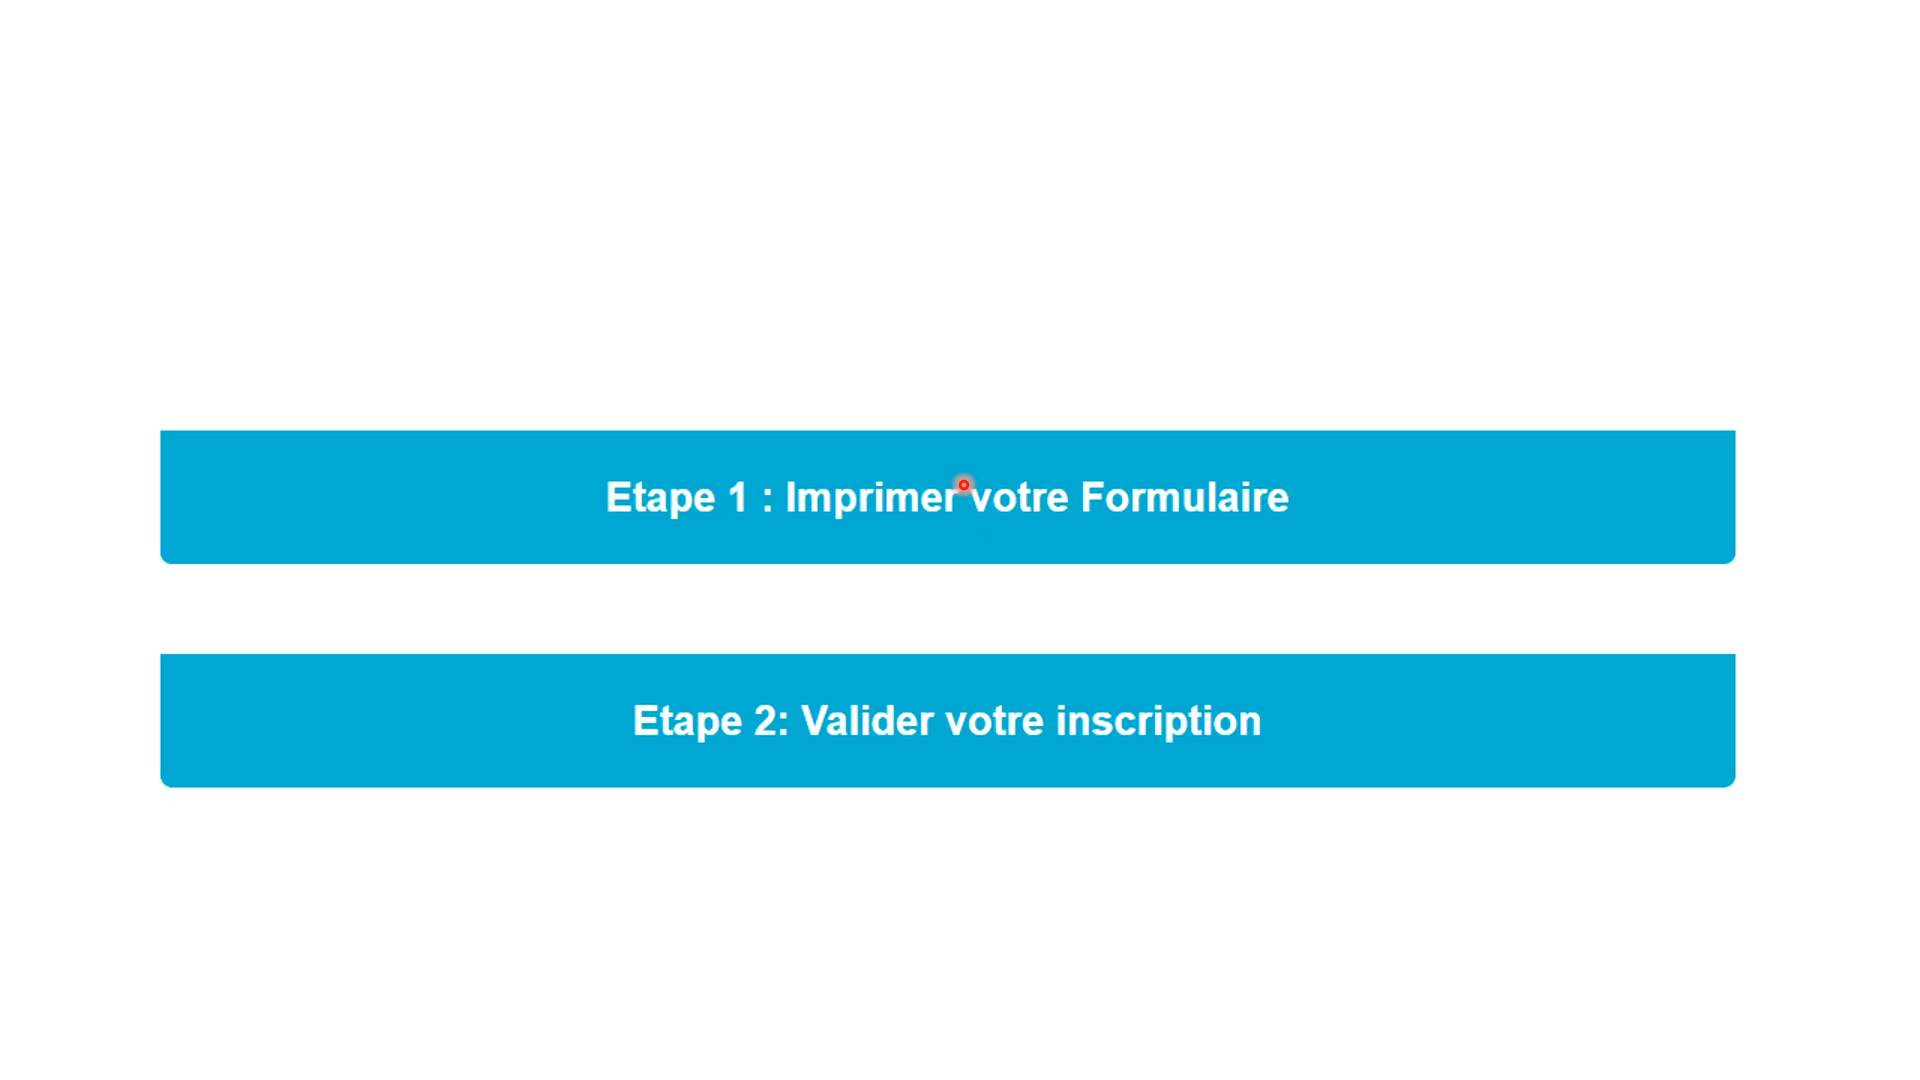 Etape 1 : Imprimer votre Formulaire
Etape 2: Valider votre inscription